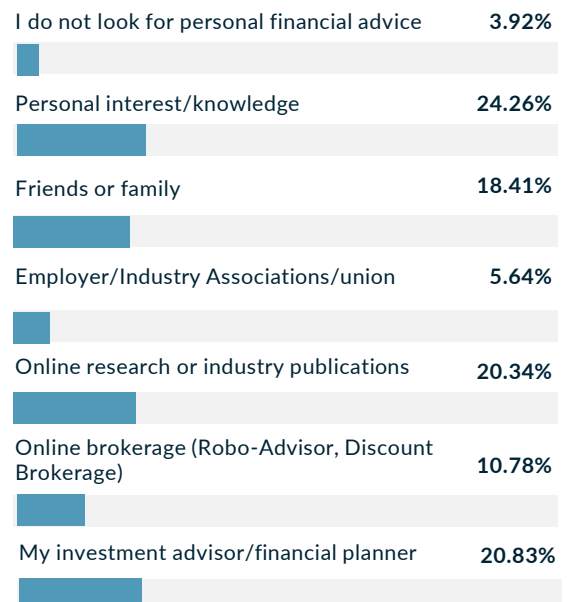 I do not look for personal financial advice 3.92%
Personal interest/knowledge 24.26%
Friends or family 18.41%
Employer/Industry Associations/union 5.64%
Online research or industry publications 20.34%
Online brokerage (Robo-Advisor, Discount
Brokerage) 10.78%
My investment advisor/financial planner 20.83%